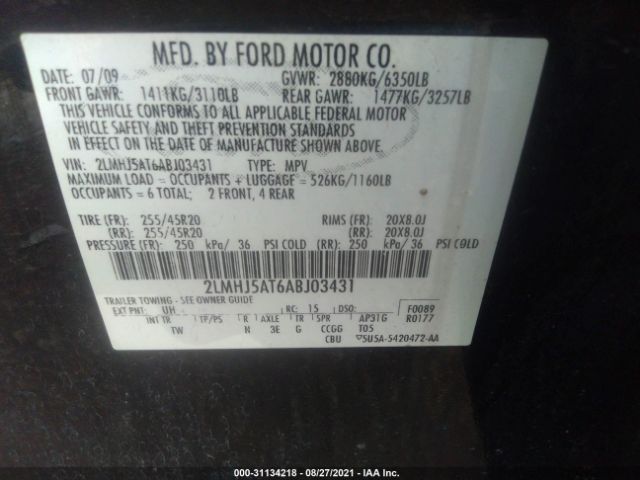 MFD. BY FORD MOTOR CO.
DATE: 07/09 GVWR: 2880KG/6350LB
FRONT GAWR: 1411KG/3110LB REAR GAWR: 1477KG/3257LB
THIS VEHICLE CONFORMS TO ALL APPLICABLE FEDERAL MOTOR
VEHICLE SAFETY AND THEFT PREVENTION STANDARDS
IN EFFECT ON THE DATE OF MANUFACTURE SHOWN ABOVE.
VIN: 2LMHJ5AT6ABJ03431 TYPE: MPV
MAXIMUM LOAD = OCCUPANTS + LUGGAGE = 526KG/1160LB
OCCUPANTS = 6 TOTAL; 2 FRONT, 4 REAR
TIRE (FR): 255/45R20 RIMS (FR): 20X8.0J
(RR): 255/45R20 (RR): 20X8.0J
PRESSURE (FR): 250 kPa/ 36 PSI COLD (RR): 250 kPa/ 36 PSI COLD
2LMHJ5AT6ABJ03431
TRAILER TOWING - SEE OWNER GUIDE
EXT PNT: UH RC: 15 DSO: F0089
INT TR TP/PS R AXLE TR SPR AP31G R0177
TW N 3E G CCGG T05
CBU 5U5A-5420472-AA
000-31134218 - 08/27/2021 - IAA Inc.